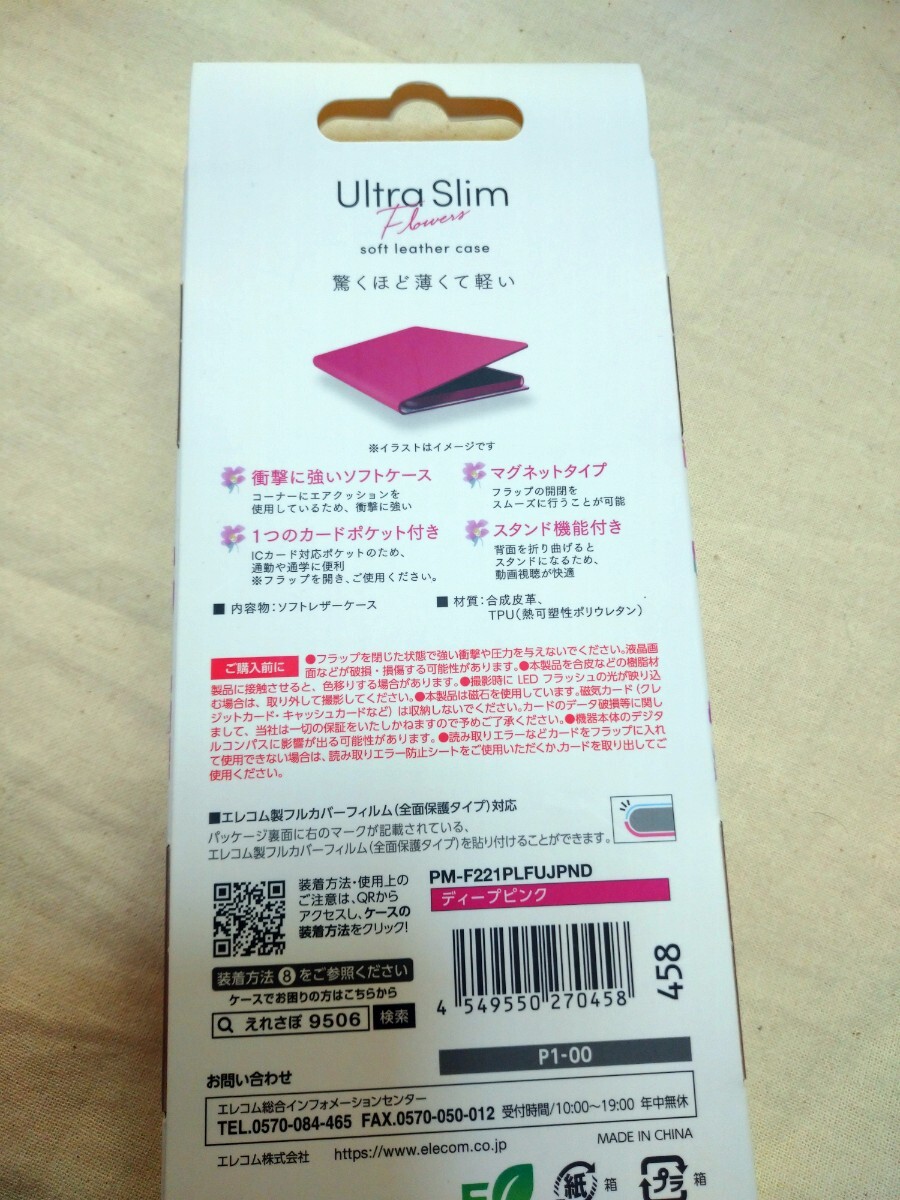 Ultra Slim
Flowers
soft leather case
驚くほど薄くて軽い
※イラストはイメージです
衝撃に強いソフトケース
コーナーにエアクッションを
使用しているため、衝撃に強い
マグネットタイプ
フラップの開閉を
スムーズに行うことが可能
1つのカードポケット付き
ICカード対応ポケットのため、
通勤や通学に便利
※フラップを開き、ご使用ください。
スタンド機能付き
背面を折り曲げると
スタンドになるため、
動画視聴が快適
■ 内容物:ソフトレザーケース
■ 材質:合成皮革、
TPU(熱可塑性ポリウレタン)
ご購入前に ●フラップを閉じた状態で強い衝撃や圧力を与えないでください。液晶画
面などが破損・損傷する可能性があります。●本製品を合皮などの樹脂材
製品に接触させると、色移りする場合があります。●撮影時に LED フラッシュの光が映り込
む場合は、取り外して撮影してください。●本製品は磁石を使用しています。磁気カード(クレ
ジットカード・キャッシュカードなど)は収納しないでください。カードのデータ破損等に関し
まして、当社は一切の保証をいたしかねますので予めご了承ください。●機器本体のデジタ
ルコンパスに影響が出る可能性があります。●読み取りエラーなどカードをフラップに入れ
て使用できない場合は、読み取りエラー防止シートをご使用いただくか、カードを取り出してご
使用ください。
■エレコム製フルカバーフィルム(全面保護タイプ)対応
パッケージ裏面に右のマークが記載されている、
エレコム製フルカバーフィルム(全面保護タイプ)を貼り付けることができます。
装着方法・使用上の
ご注意は、QRから
アクセスし、ケースの
装着方法をクリック!
装着方法 8 をご参照ください
ケースでお困りの方はこちらから
えれさぽ 9506 検索
PM-F221PLFUJPND
ディープピンク
4 549550 270458
458
P1-00
お問い合わせ
エレコム総合インフォメーションセンター
TEL.0570-084-465 FAX.0570-050-012 受付時間/10:00～19:00 年中無休
エレコム株式会社 https://www.elecom.co.jp
MADE IN CHINA
紙 箱
プラ 箱